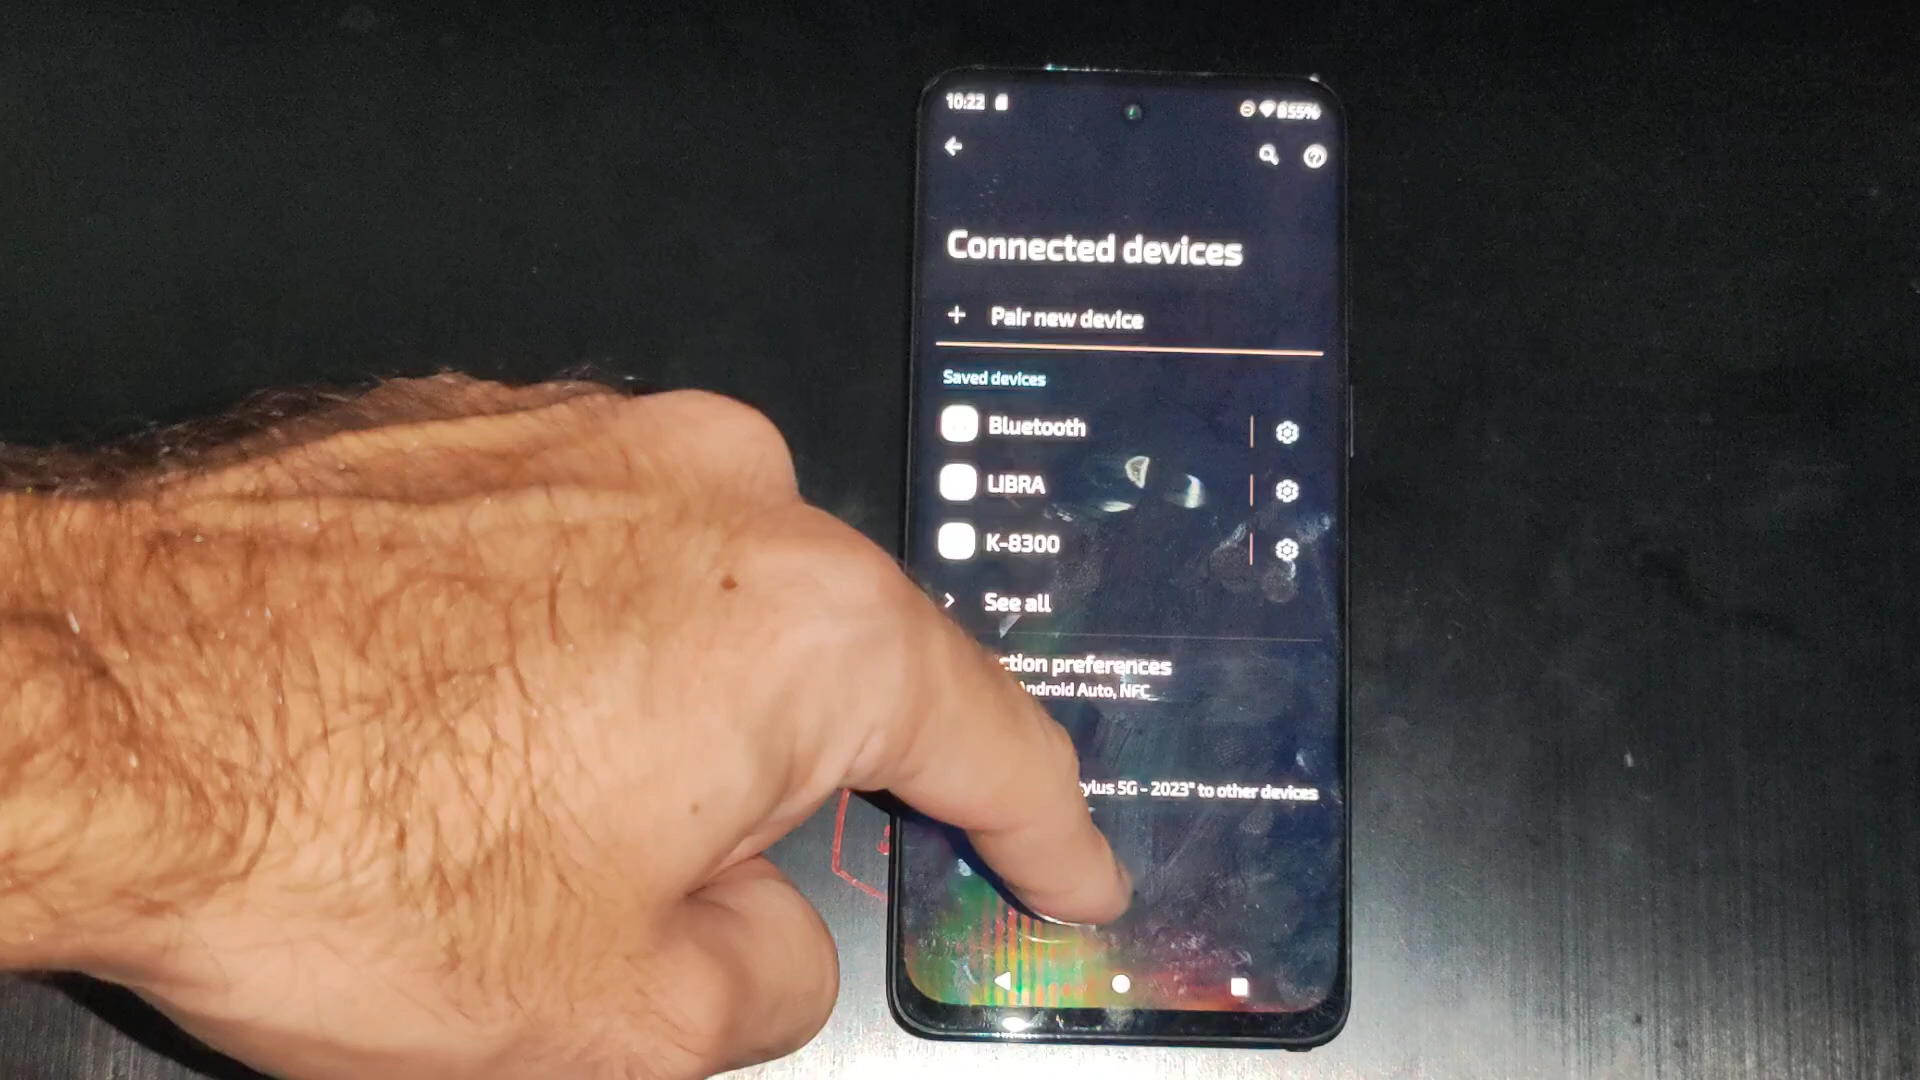 10:22
55%
Connected devices
Pair new device
Saved devices
Bluetooth
LIBRA
K-8300
See all
ction preferences
Android Auto, NFC
ylus 5G - 2023" to other devices